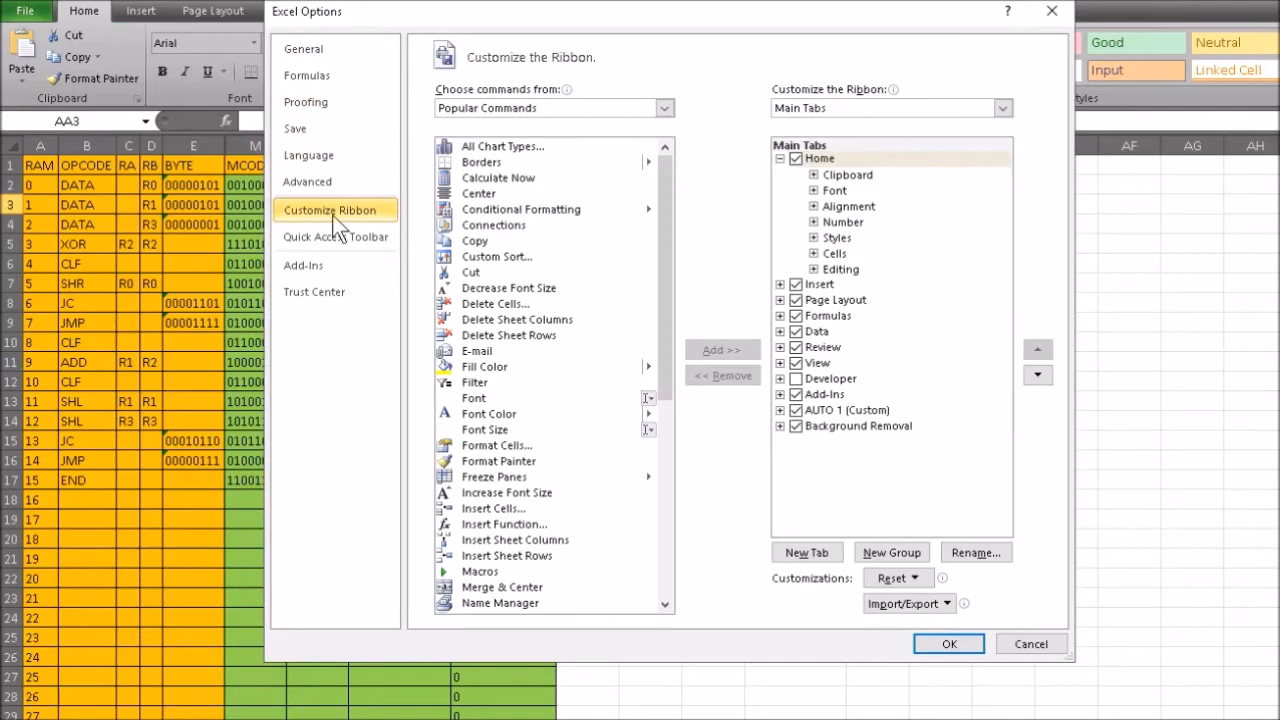 File Home Insert Page Layout
Excel Options
?
Cut
Copy
Format Painter
Paste
Clipboard
Arial
B I U
Font
Good Neutral
Input Linked Cell
AA3
fx
General
Formulas
Proofing
Save
Language
Advanced
Customize Ribbon
Quick Access Toolbar
Add-Ins
Trust Center
Customize the Ribbon.
Choose commands from:
Popular Commands
All Chart Types...
Borders
Calculate Now
Center
Conditional Formatting
Connections
Copy
Custom Sort...
Cut
Decrease Font Size
Delete Cells...
Delete Sheet Columns
Delete Sheet Rows
E-mail
Fill Color
Filter
Font
Font Color
Font Size
Format Cells...
Format Painter
Freeze Panes
Increase Font Size
Insert Cells...
Insert Function...
Insert Sheet Columns
Insert Sheet Rows
Macros
Merge & Center
Name Manager
Add >>
<< Remove
Customize the Ribbon:
Main Tabs
Main Tabs
Home
Clipboard
Font
Alignment
Number
Styles
Cells
Editing
Insert
Page Layout
Formulas
Data
Review
View
Developer
Add-Ins
AUTO 1 (Custom)
Background Removal
New Tab New Group Rename...
Customizations: Reset
Import/Export
OK Cancel
A B C D E M AF AG AH
1 RAM OPCODE RA RB BYTE
2 0 DATA R0 00000101
3 1 DATA R1 00000101
4 2 DATA R3 00000001
5 3 XOR R2 R2
6 4 CLF
7 5 SHR R0 R0
8 6 JC 00001101
9 7 JMP 00001111
10 8 CLF
11 9 ADD R1 R2
12 10 CLF
13 11 SHL R1 R1
14 12 SHL R3 R3
15 13 JC 00010110
16 14 JMP 00000111
17 15 END
18 16
19 17
20 18
21 19
22 20
23 21
24 22
25 23
26 24
27 25 0
28 26 0
29 27 0